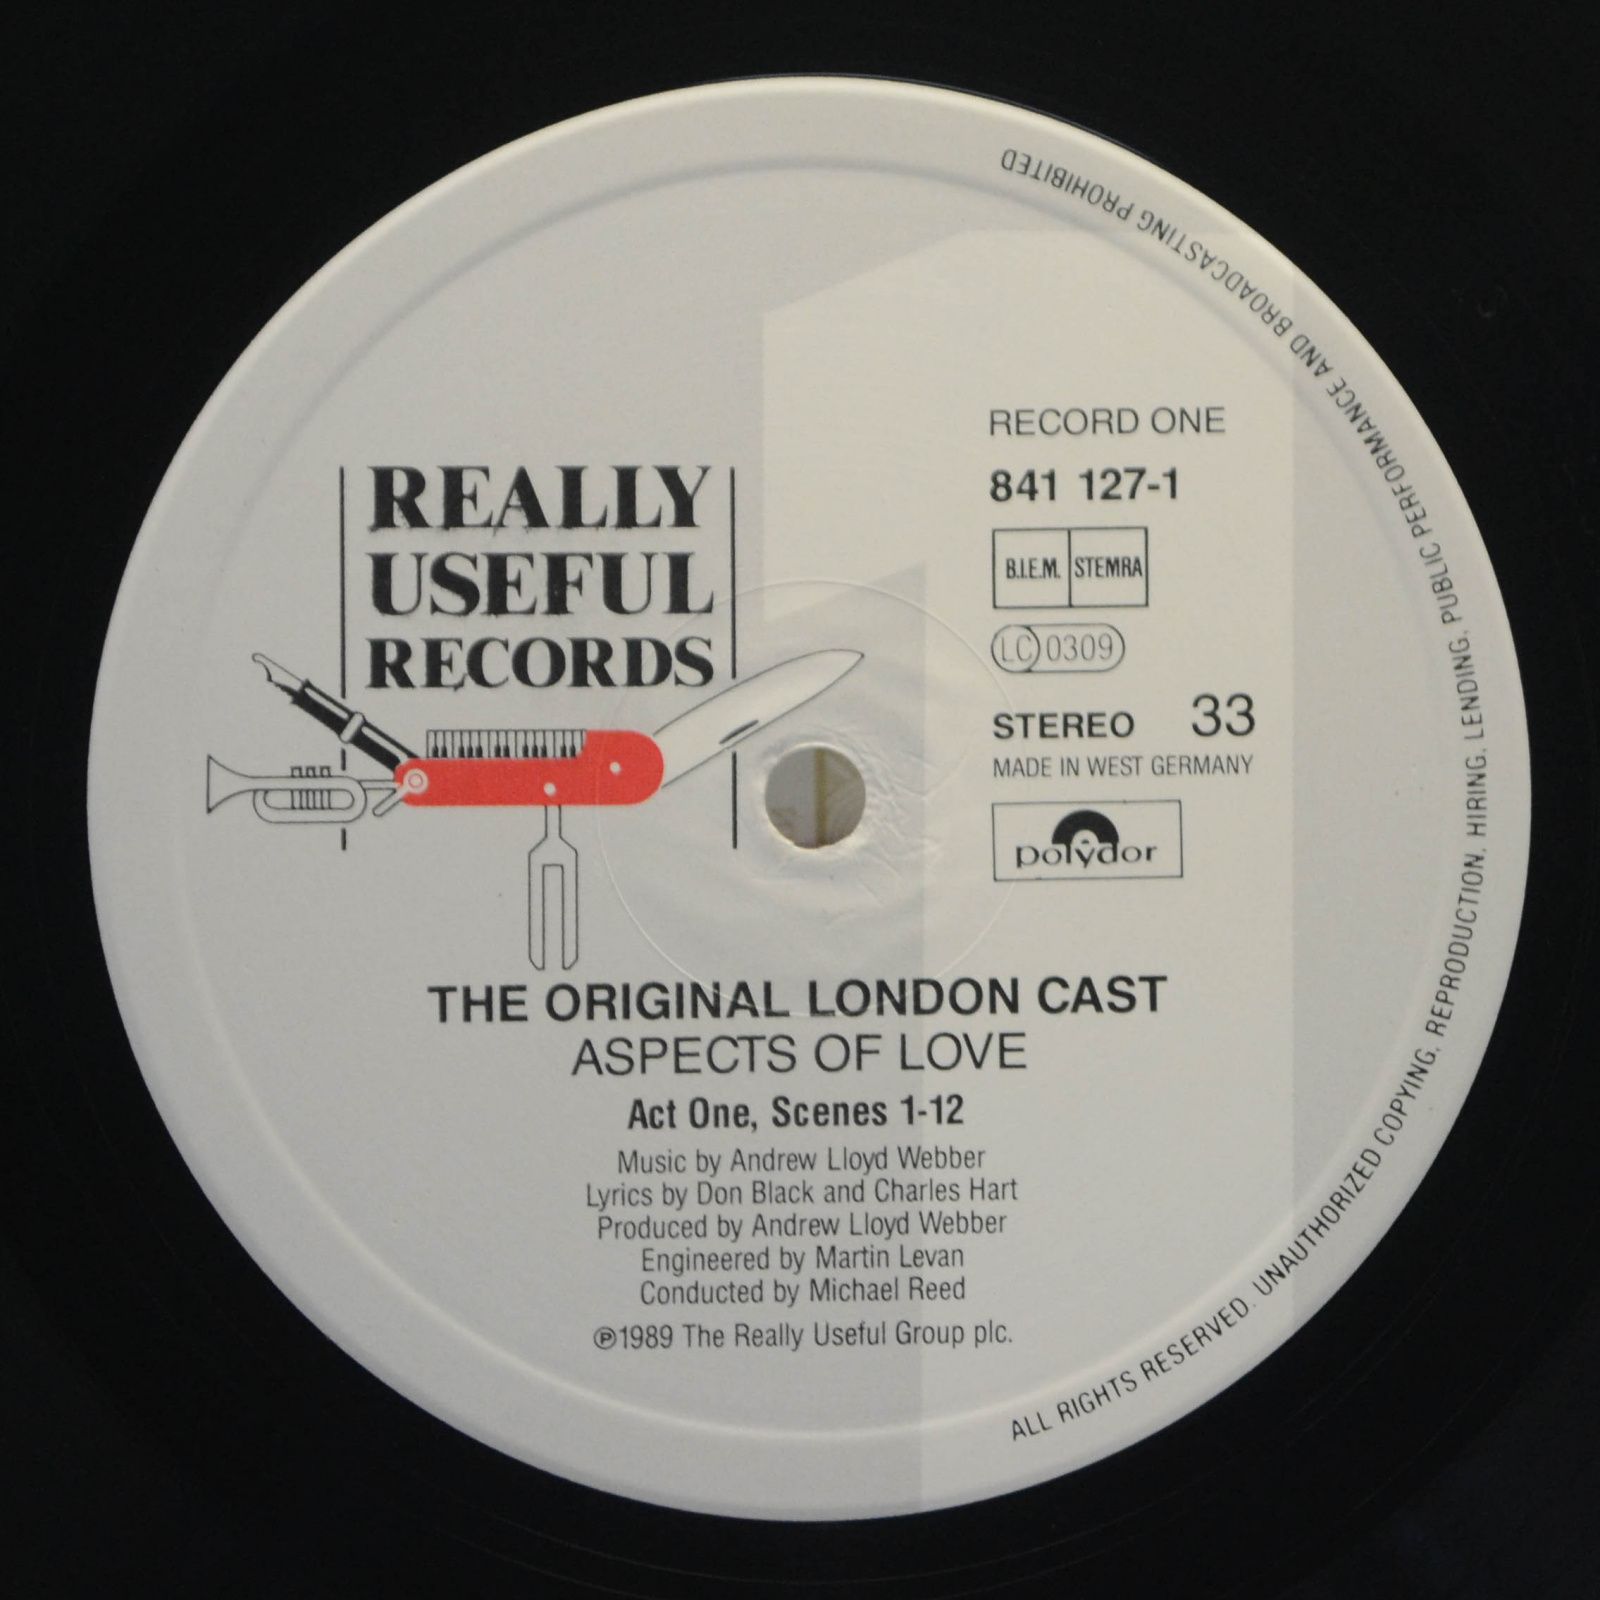 REALLY
USEFUL
RECORDS
RECORD ONE
841 127-1
B.I.E.M. STEMRA
LC 0309
STEREO 33
MADE IN WEST GERMANY
polydor
THE ORIGINAL LONDON CAST
ASPECTS OF LOVE
Act One, Scenes 1-12
Music by Andrew Lloyd Webber
Lyrics by Don Black and Charles Hart
Produced by Andrew Lloyd Webber
Engineered by Martin Levan
Conducted by Michael Reed
℗1989 The Really Useful Group plc.
ALL RIGHTS RESERVED. UNAUTHORIZED COPYING, REPRODUCTION, HIRING, LENDING, PUBLIC PERFORMANCE AND BROADCASTING PROHIBITED